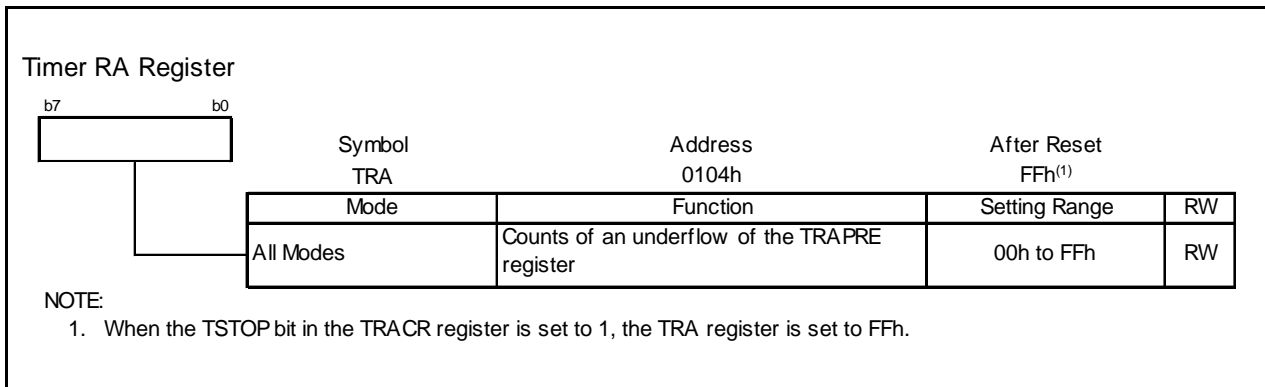 Timer RA Register
b7 b0
Symbol Address After Reset
TRA 0104h FFh(1)
Mode Function Setting Range RW
All Modes Counts of an underflow of the TRAPRE register 00h to FFh RW
NOTE:
1. When the TSTOP bit in the TRACR register is set to 1, the TRA register is set to FFh.